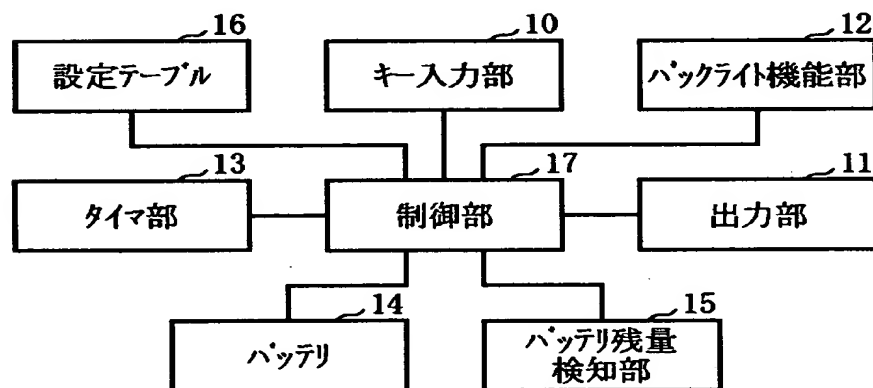 16
設定テーブル
10
キー入力部
12
バックライト機能部
13
タイマ部
17
制御部
11
出力部
14
バッテリ
15
バッテリ残量
検知部